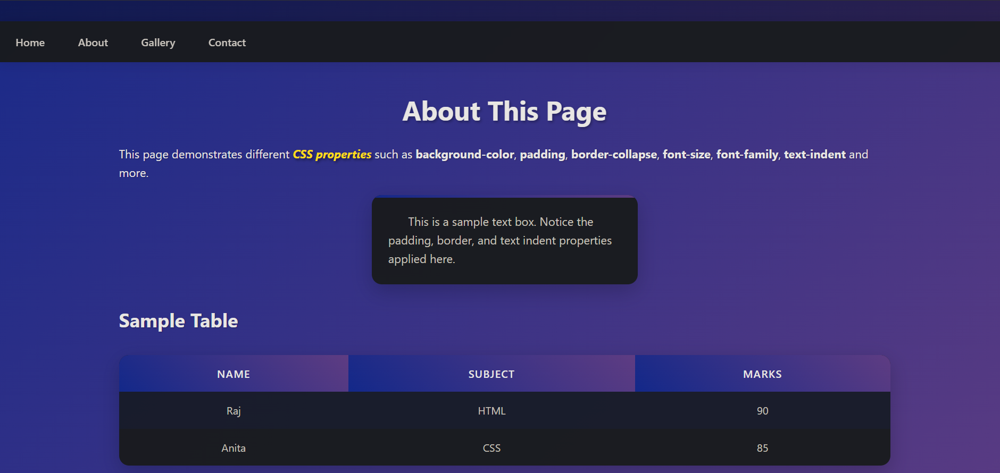 Home About Gallery Contact
About This Page
This page demonstrates different CSS properties such as background-color, padding, border-collapse, font-size, font-family, text-indent and
more.
This is a sample text box. Notice the
padding, border, and text indent properties
applied here.
Sample Table
NAME SUBJECT MARKS
Raj HTML 90
Anita CSS 85